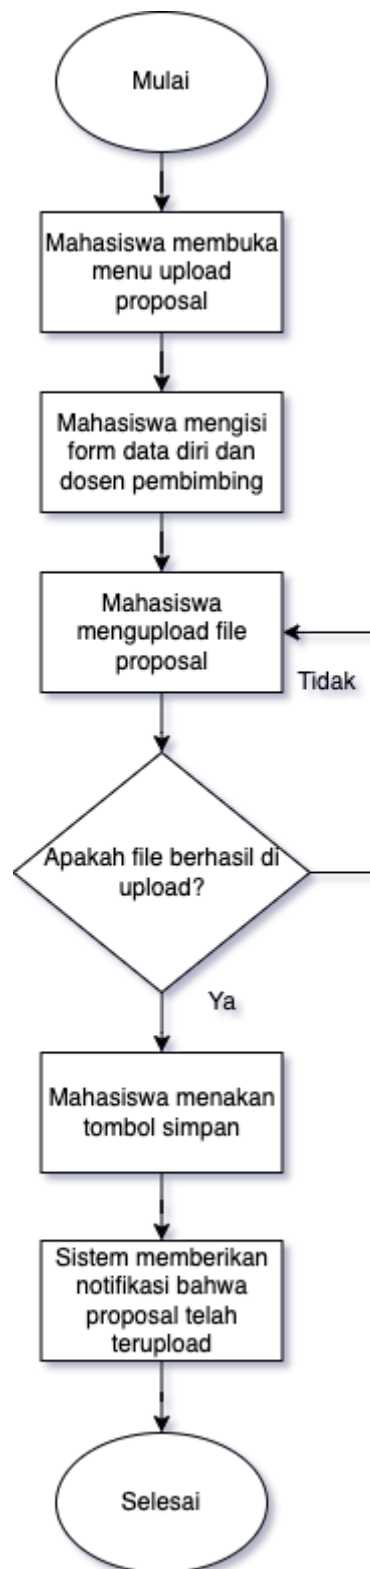 Mulai
Mahasiswa membuka
menu upload
proposal
Mahasiswa mengisi
form data diri dan
dosen pembimbing
Mahasiswa
mengupload file
proposal
Tidak
Apakah file berhasil di
upload?
Ya
Mahasiswa menakan
tombol simpan
Sistem memberikan
notifikasi bahwa
proposal telah
terupload
Selesai